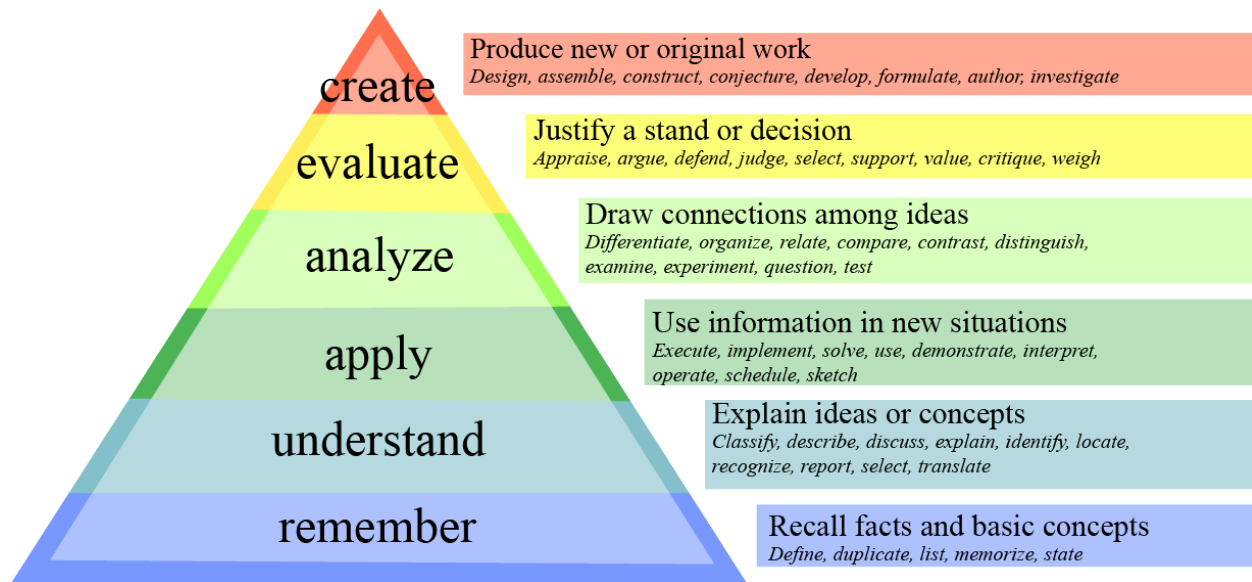 create
Produce new or original work
Design, assemble, construct, conjecture, develop, formulate, author, investigate
evaluate
Justify a stand or decision
Appraise, argue, defend, judge, select, support, value, critique, weigh
analyze
Draw connections among ideas
Differentiate, organize, relate, compare, contrast, distinguish,
examine, experiment, question, test
apply
Use information in new situations
Execute, implement, solve, use, demonstrate, interpret,
operate, schedule, sketch
understand
Explain ideas or concepts
Classify, describe, discuss, explain, identify, locate,
recognize, report, select, translate
remember
Recall facts and basic concepts
Define, duplicate, list, memorize, state